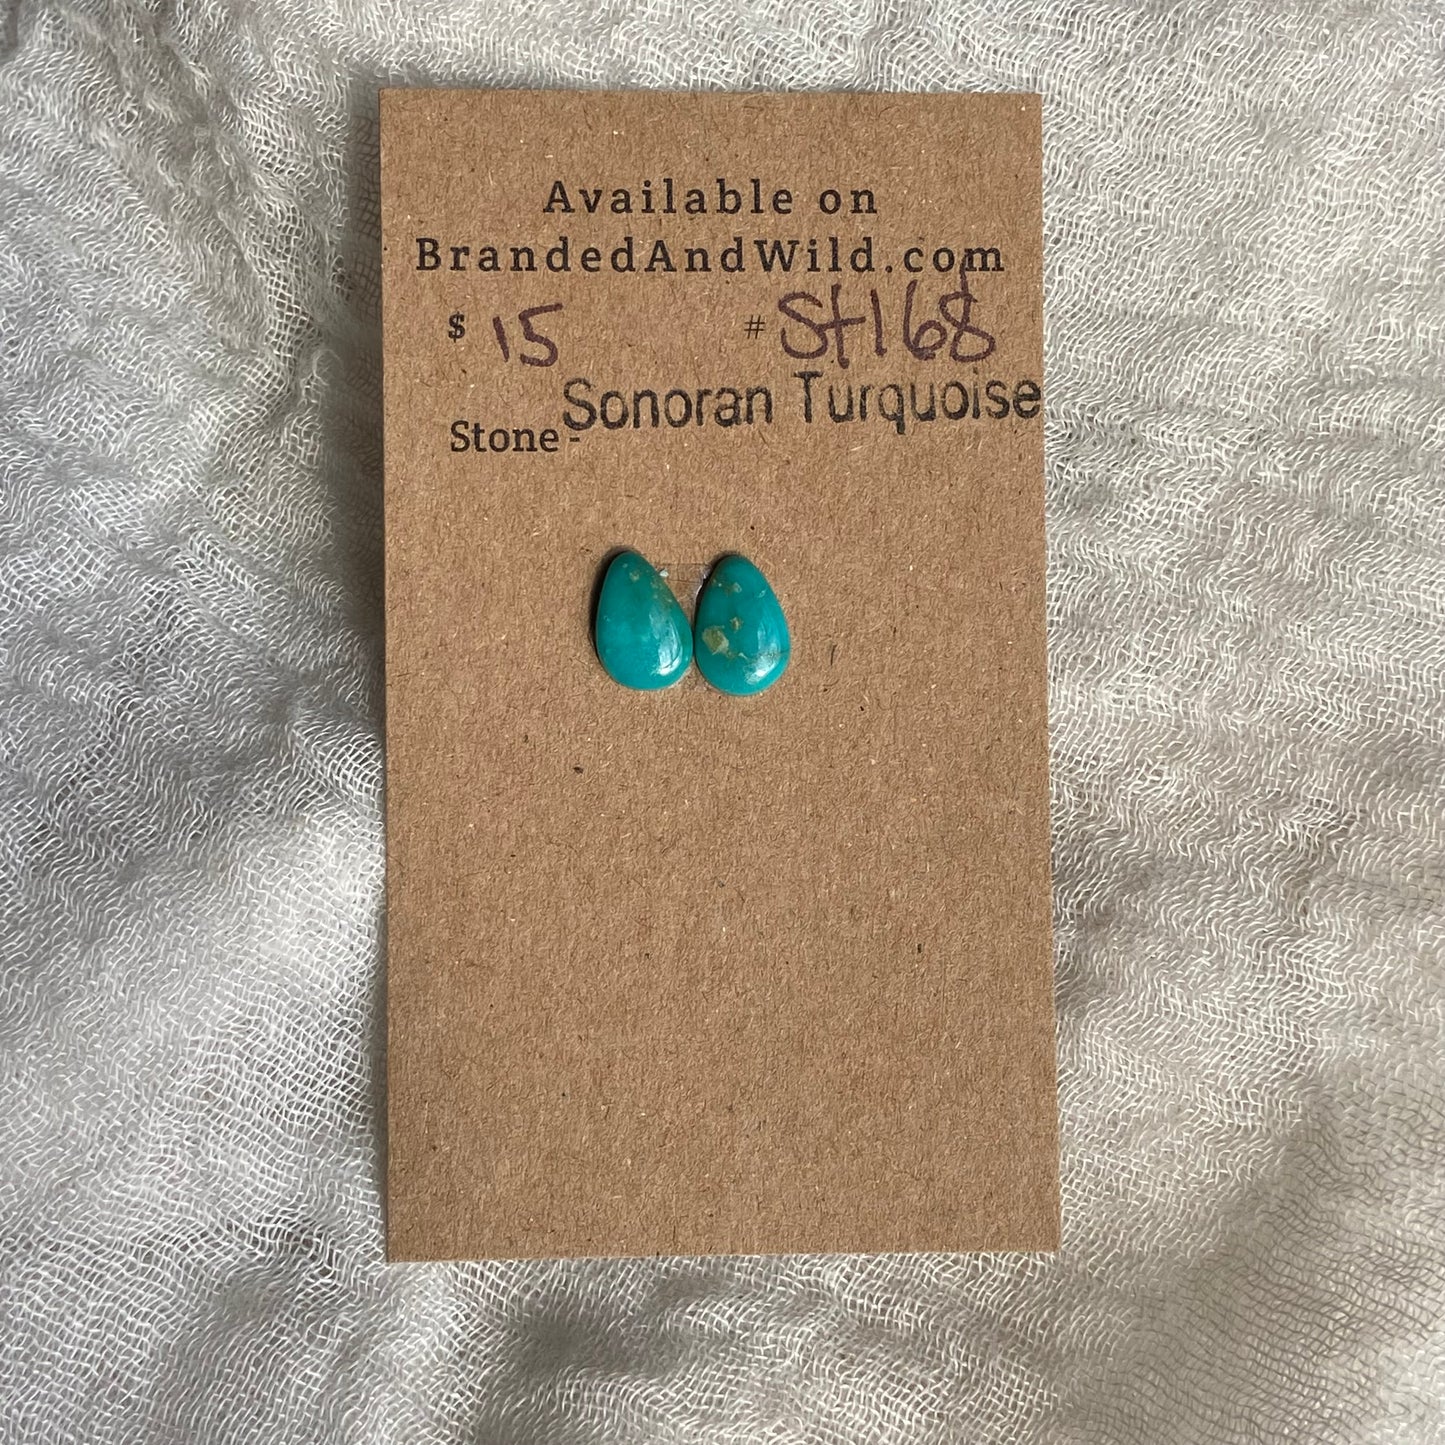 Available on
BrandedAndWild.com
$ 15 # St168
Sonoran Turquoise
Stone -